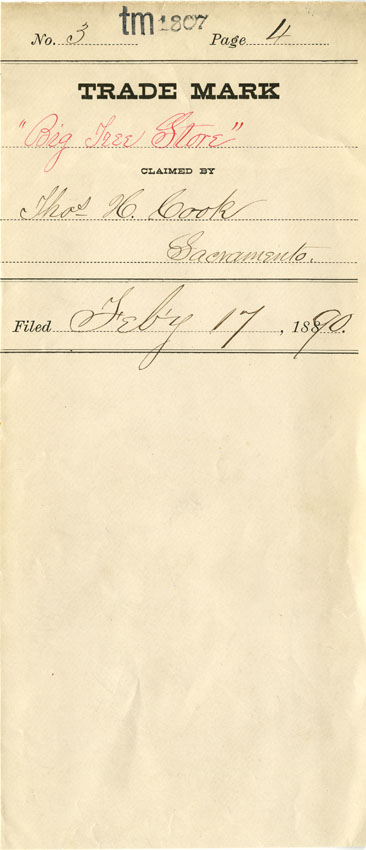 tm 1807
No. 3 Page 4
TRADE MARK
"Big Tree Store"
CLAIMED BY
Thos H. Cook
Sacramento.
Filed Feb'y 17, 1890.